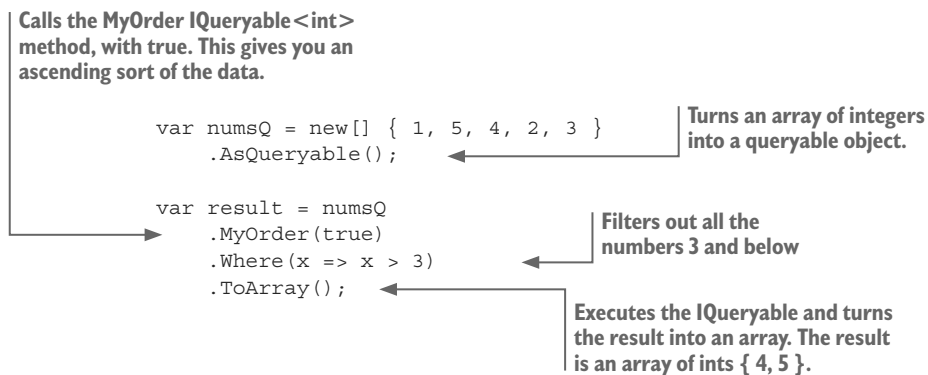 Calls the MyOrder IQueryable<int>
method, with true. This gives you an
ascending sort of the data.
var numsQ = new[] { 1, 5, 4, 2, 3 }
.AsQueryable();
Turns an array of integers
into a queryable object.
var result = numsQ
.MyOrder(true)
.Where(x => x > 3)
.ToArray();
Filters out all the
numbers 3 and below
Executes the IQueryable and turns
the result into an array. The result
is an array of ints { 4, 5 }.